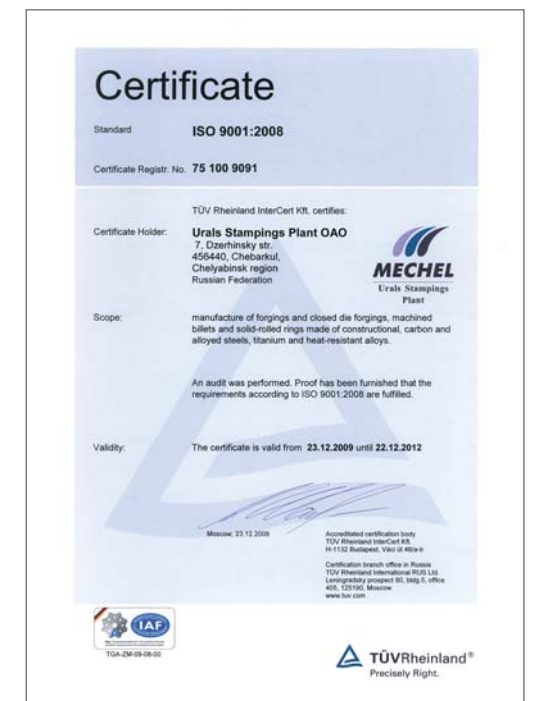 Certificate
Standard ISO 9001:2008
Certificate Registr. No. 75 100 9091
TÜV Rheinland InterCert Kft. certifies:
Certificate Holder: Urals Stampings Plant OAO
7, Dzerhinsky str.
456440, Chebarkul,
Chelyabinsk region
Russian Federation
MECHEL
Urals Stampings
Plant
Scope: manufacture of forgings and closed die forgings, machined
billets and solid-rolled rings made of constructional, carbon and
alloyed steels, titanium and heat-resistant alloys.
An audit was performed. Proof has been furnished that the
requirements according to ISO 9001:2008 are fulfilled.
Validity: The certificate is valid from 23.12.2009 until 22.12.2012
Moscow, 23.12.2009
Accreditated certification body
TÜV Rheinland InterCert Kft.
H-1132 Budapest, Váci út 48/a-b
Certification branch office in Russia
TÜV Rheinland International RUS Ltd.
Leningradsky prospect 80, bldg.5, office
405, 125190, Moscow
www.tuv.com
IAF
TGA-ZM-09-08-00
TÜVRheinland®
Precisely Right.